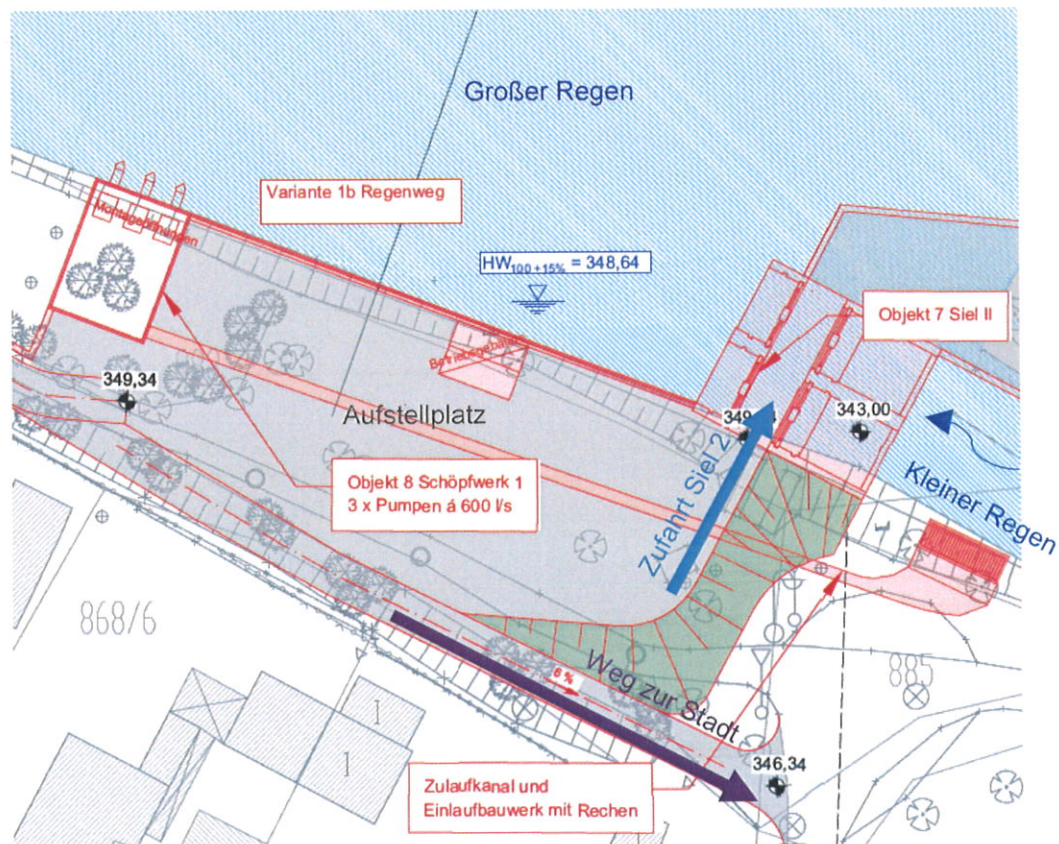 Großer Regen
Variante 1b Regenweg
Montageöffnungen
HW100+15% = 348,64
Objekt 7 Siel II
Betriebsgebäude
349,34
343,00
Aufstellplatz
Zufahrt Siel 2
Kleiner Regen
Objekt 8 Schöpfwerk 1
3 x Pumpen á 600 l/s
868/6
885
6 %
Weg zur Stadt
346,34
Zulaufkanal und
Einlaufbauwerk mit Rechen
I
I